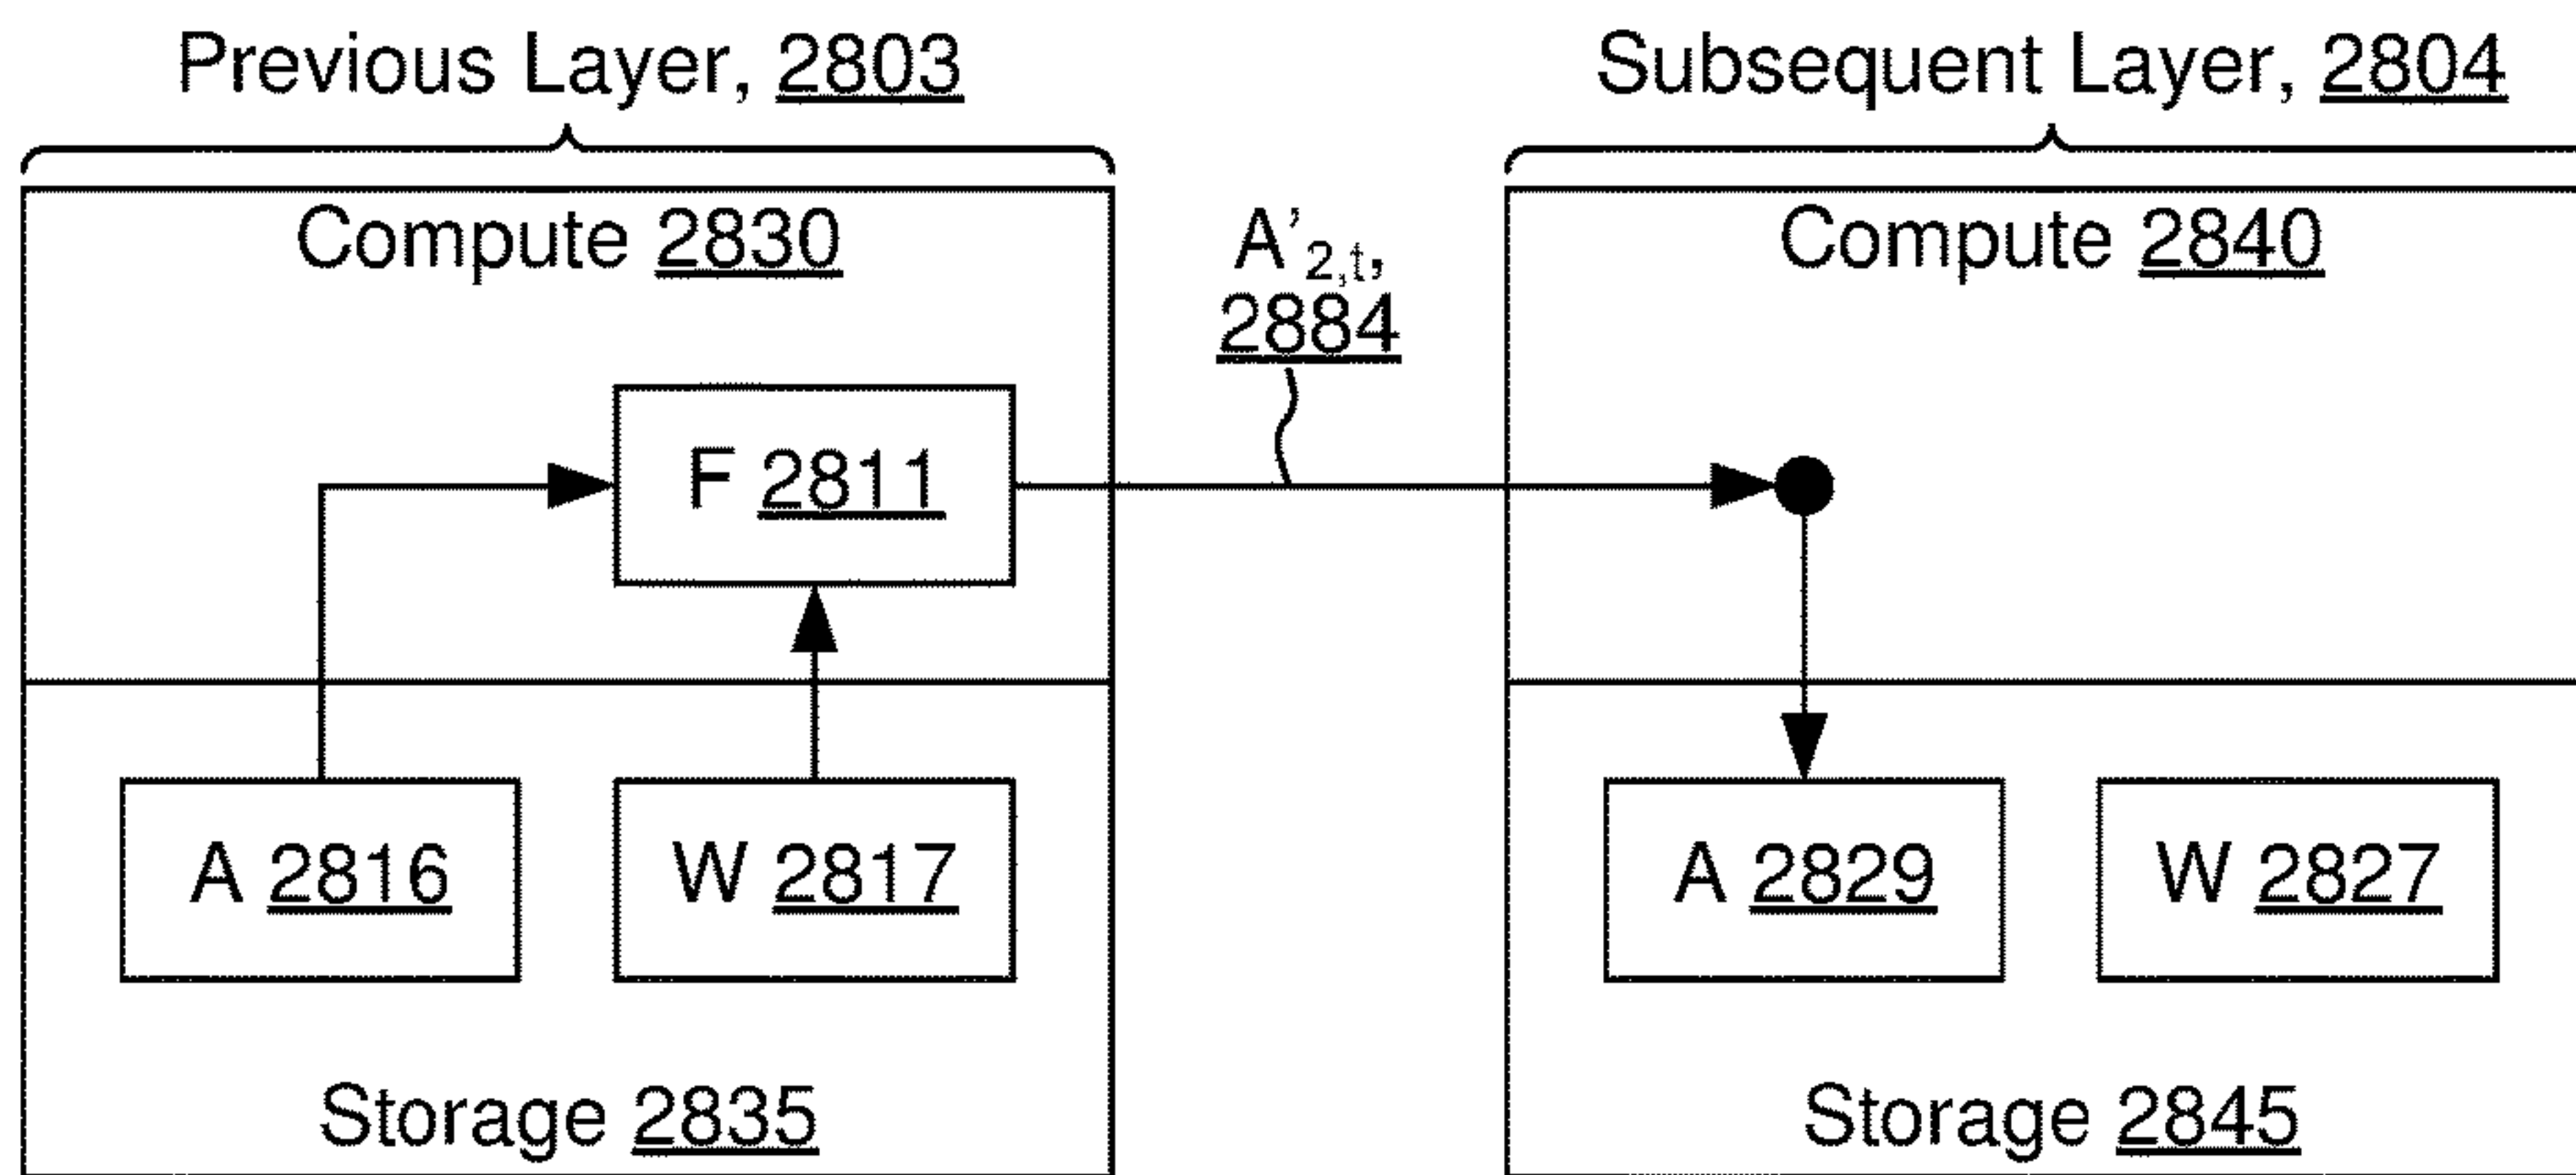 Previous Layer, 2803
Subsequent Layer, 2804
Compute 2830
A'2,t,
2884
Compute 2840
F 2811
A 2816
W 2817
A 2829
W 2827
Storage 2835
Storage 2845